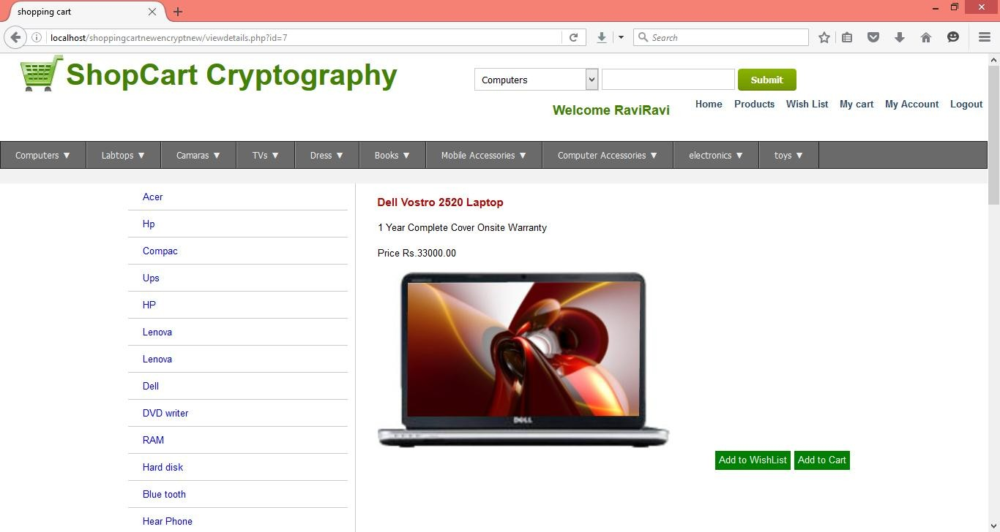 shopping cart
localhost/shoppingcartnewencryptnew/viewdetails.php?id=7
Search
ShopCart Cryptography
Computers
Submit
Welcome RaviRavi
Home Products Wish List My cart My Account Logout
Computers ▼ Labtops ▼ Camaras ▼ TVs ▼ Dress ▼ Books ▼ Mobile Accessories ▼ Computer Accessories ▼ electronics ▼ toys ▼
Acer
Hp
Compac
Ups
HP
Lenova
Lenova
Dell
DVD writer
RAM
Hard disk
Blue tooth
Hear Phone
Dell Vostro 2520 Laptop
1 Year Complete Cover Onsite Warranty
Price Rs.33000.00
DELL
Add to WishList Add to Cart